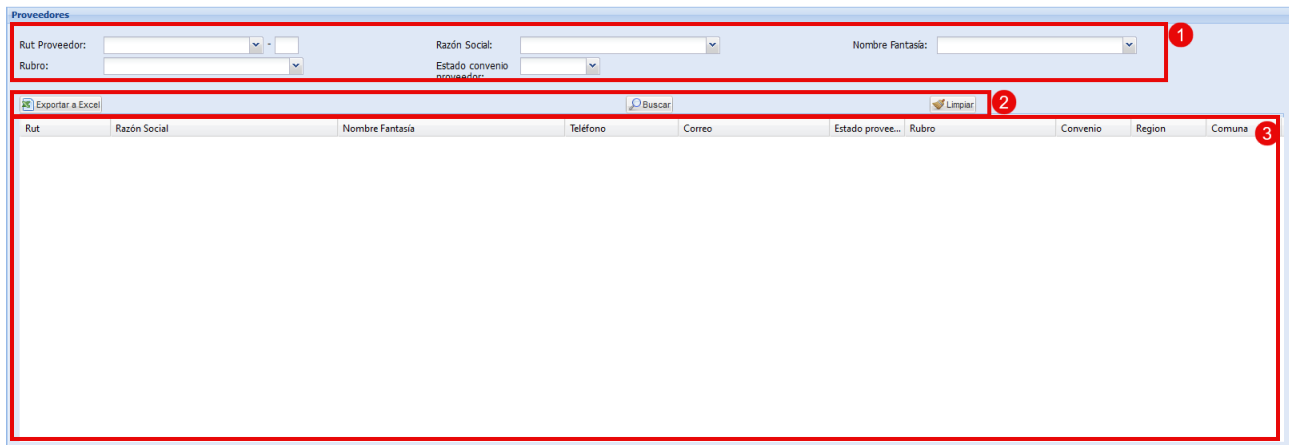 Proveedores
Rut Proveedor: - Razón Social: Nombre Fantasía: 1
Rubro: Estado convenio proveedor:
Exportar a Excel Buscar Limpiar 2
Rut Razón Social Nombre Fantasía Teléfono Correo Estado provee... Rubro Convenio Region Comuna 3